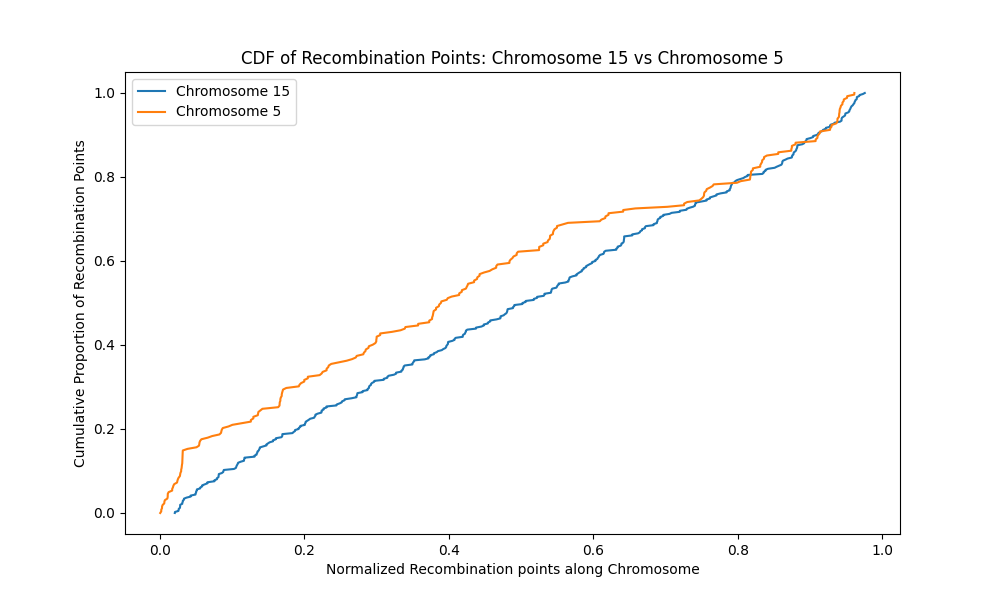 CDF of Recombination Points: Chromosome 15 vs Chromosome 5
Chromosome 15
Chromosome 5
1.0
0.8
0.6
0.4
0.2
0.0
Cumulative Proportion of Recombination Points
0.0 0.2 0.4 0.6 0.8 1.0
Normalized Recombination points along Chromosome